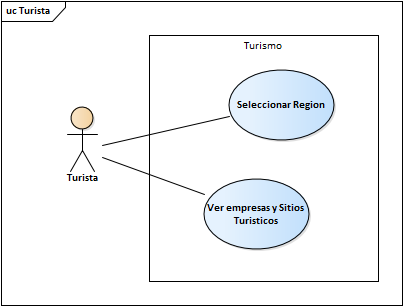 uc Turista
Turismo
Seleccionar Region
Turista
Ver empresas y Sitios
Turisticos